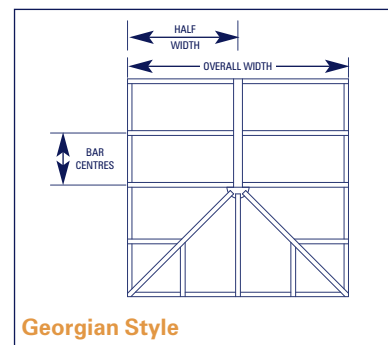 HALF
WIDTH
OVERALL WIDTH
BAR
CENTRES
Georgian Style